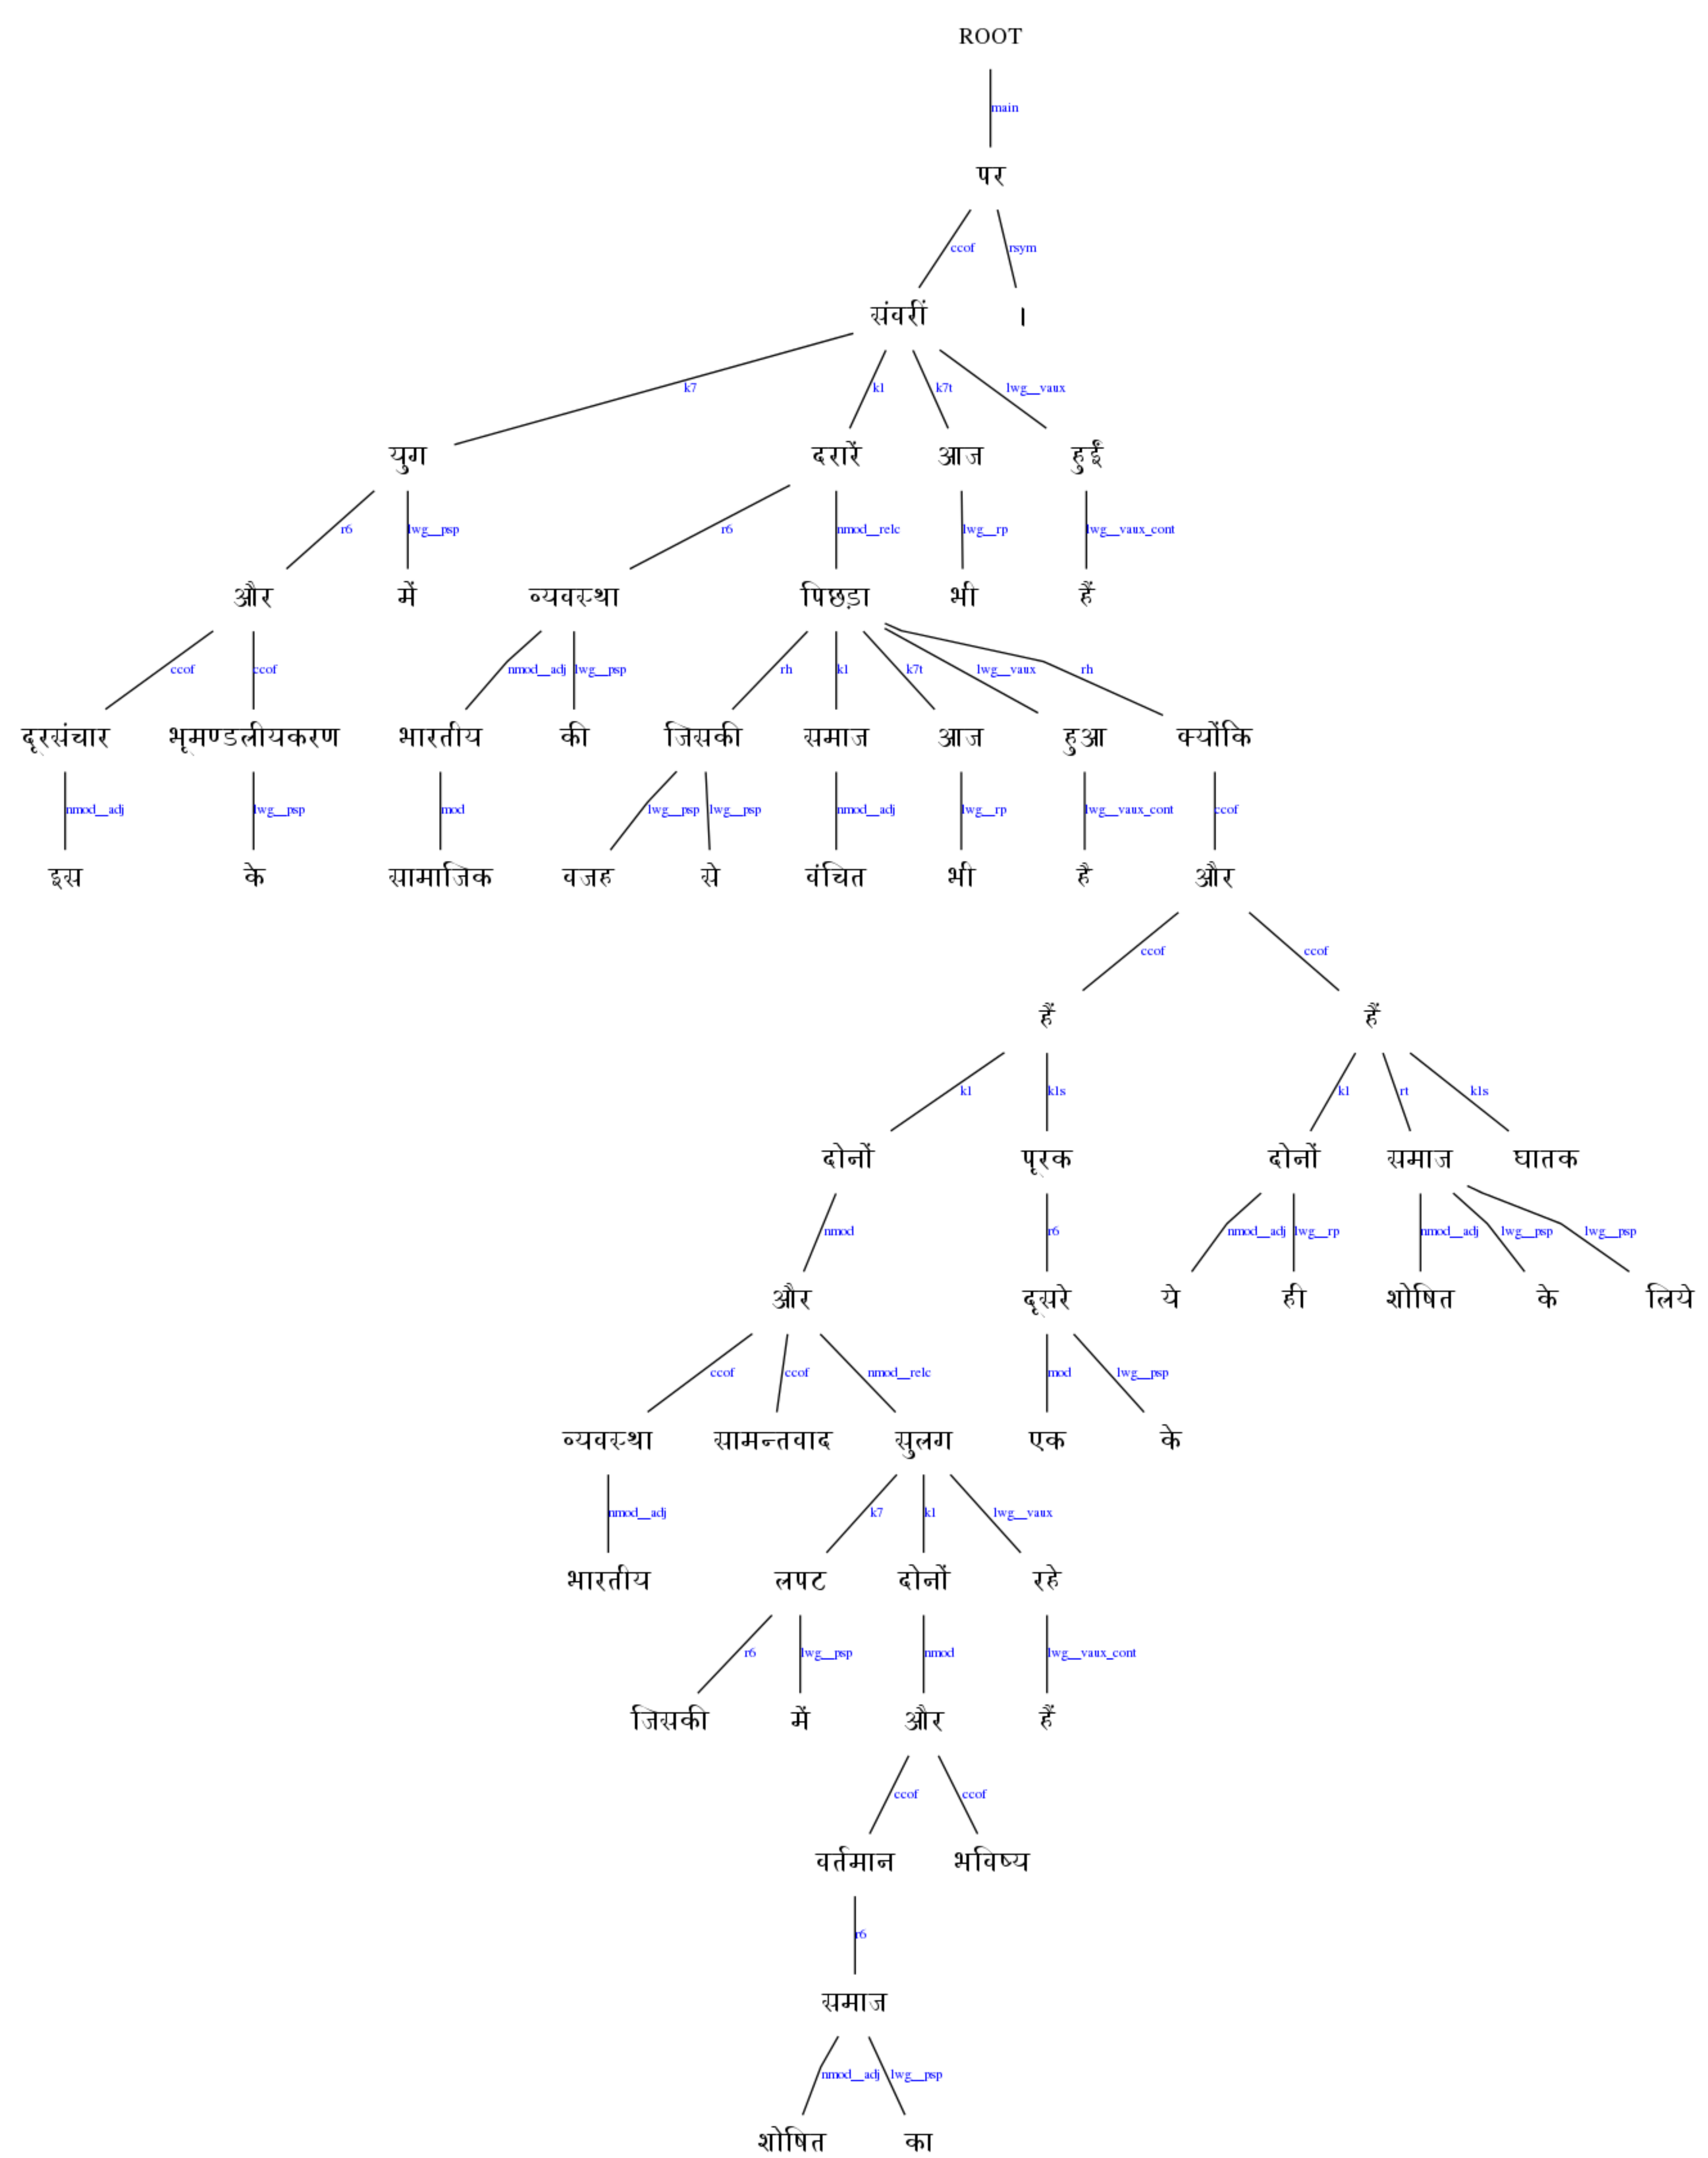 ROOT
main
पर
ccof rsym
संवरीं ।
k7 k1 k7t lwg__vaux
युग दरारें आज हुईं
r6 lwg__psp r6 nmod__relc lwg__rp lwg__vaux_cont
और में व्यवस्था पिछड़ा भी हैं
ccof ccof nmod__adj lwg__psp rh k1 k7t lwg__vaux rh
दूरसंचार भूमण्डलीयकरण भारतीय की जिसकी समाज आज हुआ क्योंकि
nmod__adj lwg__psp mod lwg__psp lwg__psp nmod__adj lwg__rp lwg__vaux_cont ccof
इस के सामाजिक वजह से वंचित भी है और
ccof ccof
हैं हैं
k1 k1s k1 rt k1s
दोनों पूरक दोनों समाज घातक
nmod r6 nmod__adj lwg__rp nmod__adj lwg__psp lwg__psp
और दूसरे ये ही शोषित के लिये
ccof ccof nmod__relc mod lwg__psp
व्यवस्था सामन्तवाद सुलग एक के
nmod__adj k7 k1 lwg__vaux
भारतीय लपट दोनों रहे
r6 lwg__psp nmod lwg__vaux_cont
जिसकी में और हैं
ccof ccof
वर्तमान भविष्य
r6
समाज
nmod__adj lwg__psp
शोषित का